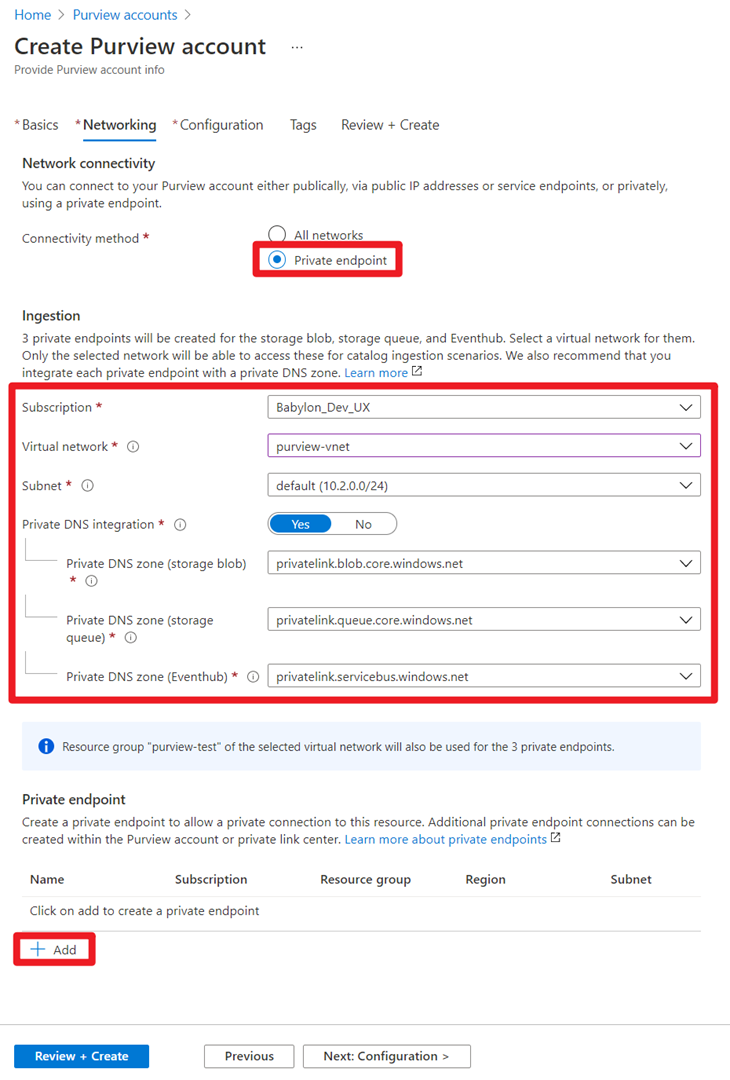 Home > Purview accounts >
Create Purview account ...
Provide Purview account info
* Basics * Networking * Configuration Tags Review + Create
Network connectivity
You can connect to your Purview account either publically, via public IP addresses or service endpoints, or privately,
using a private endpoint.
Connectivity method *
All networks
Private endpoint
Ingestion
3 private endpoints will be created for the storage blob, storage queue, and Eventhub. Select a virtual network for them.
Only the selected network will be able to access these for catalog ingestion scenarios. We also recommend that you
integrate each private endpoint with a private DNS zone. Learn more
Subscription * Babylon_Dev_UX
Virtual network * purview-vnet
Subnet * default (10.2.0.0/24)
Private DNS integration * Yes No
Private DNS zone (storage blob) privatelink.blob.core.windows.net
*
Private DNS zone (storage privatelink.queue.core.windows.net
queue) *
Private DNS zone (Eventhub) * privatelink.servicebus.windows.net
Resource group "purview-test" of the selected virtual network will also be used for the 3 private endpoints.
Private endpoint
Create a private endpoint to allow a private connection to this resource. Additional private endpoint connections can be
created within the Purview account or private link center. Learn more about private endpoints
Name Subscription Resource group Region Subnet
Click on add to create a private endpoint
+ Add
Review + Create Previous Next: Configuration >